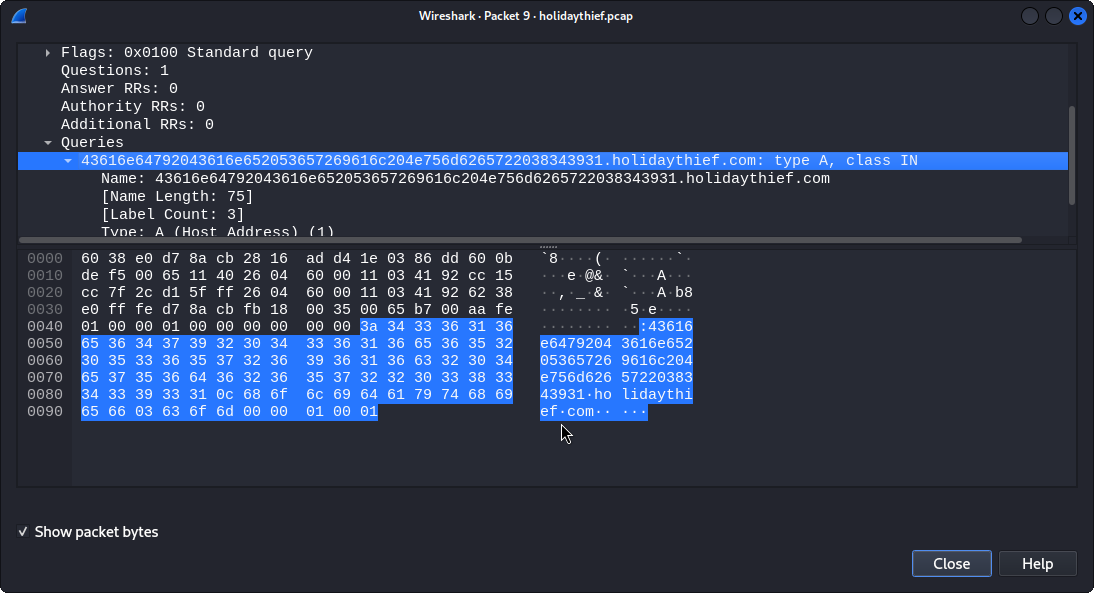 Wireshark · Packet 9 · holidaythief.pcap
Flags: 0x0100 Standard query
Questions: 1
Answer RRs: 0
Authority RRs: 0
Additional RRs: 0
Queries
43616e64792043616e652053657269616c204e756d6265722038343931.holidaythief.com: type A, class IN
Name: 43616e64792043616e652053657269616c204e756d6265722038343931.holidaythief.com
[Name Length: 75]
[Label Count: 3]
Type: A (Host Address) (1)
0000 60 38 e0 d7 8a cb 28 16 ad d4 1e 03 86 dd 60 0b `8····(· ······`·
0010 de f5 00 65 11 40 26 04 60 00 11 03 41 92 cc 15 ···e·@&· `···A···
0020 cc 7f 2c d1 5f ff 26 04 60 00 11 03 41 92 62 38 ··,·_·&· `···A·b8
0030 e0 ff fe d7 8a cb fb 18 00 35 00 65 b7 00 aa fe ········ ·5·e····
0040 01 00 00 01 00 00 00 00 00 00 3a 34 33 36 31 36 ········ ··:43616
0050 65 36 34 37 39 32 30 34 33 36 31 36 65 36 35 32 e6479204 3616e652
0060 30 35 33 36 35 37 32 36 39 36 31 36 63 32 30 34 05365726 9616c204
0070 65 37 35 36 64 36 32 36 35 37 32 32 30 33 38 33 e756d626 57220383
0080 34 33 39 33 31 0c 68 6f 6c 69 64 61 79 74 68 69 43931·ho lidaythi
0090 65 66 03 63 6f 6d 00 00 01 00 01 ef·com·· ···
Show packet bytes
Close Help